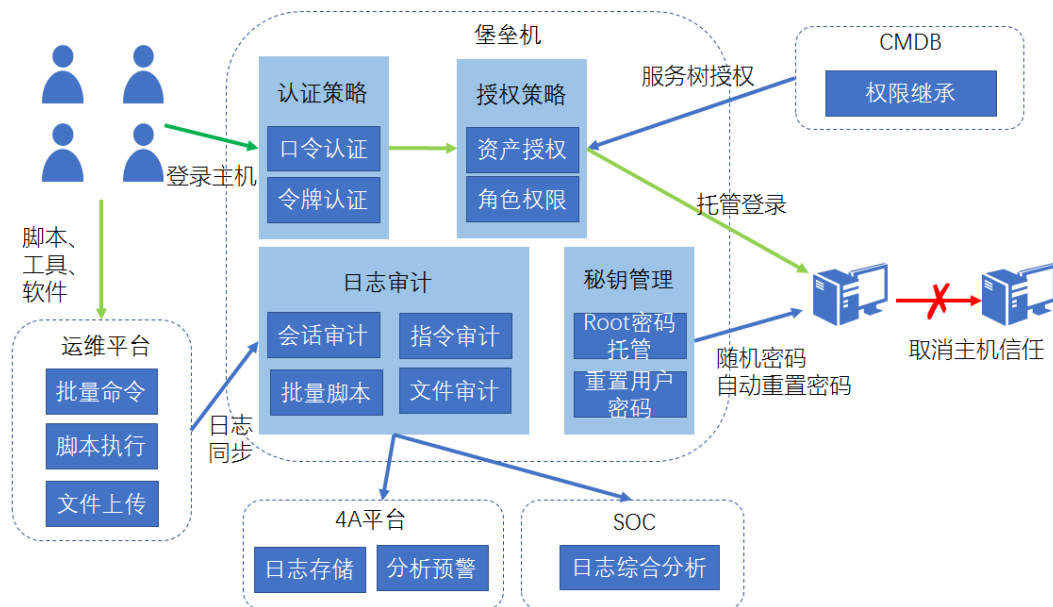 堡垒机
CMDB
认证策略
授权策略
服务树授权
权限继承
口令认证
资产授权
登录主机
令牌认证
角色权限
托管登录
脚本、
工具、
软件
日志审计
秘钥管理
运维平台
会话审计
指令审计
Root密码
托管
取消主机信任
批量命令
批量脚本
文件审计
重置用户
密码
随机密码
自动重置密码
脚本执行
日志
同步
文件上传
4A平台
SOC
日志存储
分析预警
日志综合分析